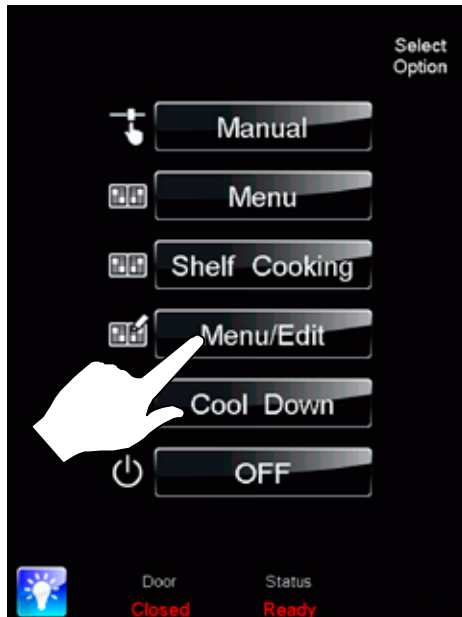 Select
Option
Manual
Menu
Shelf Cooking
Menu/Edit
Cool Down
OFF
Door Status
Closed Ready